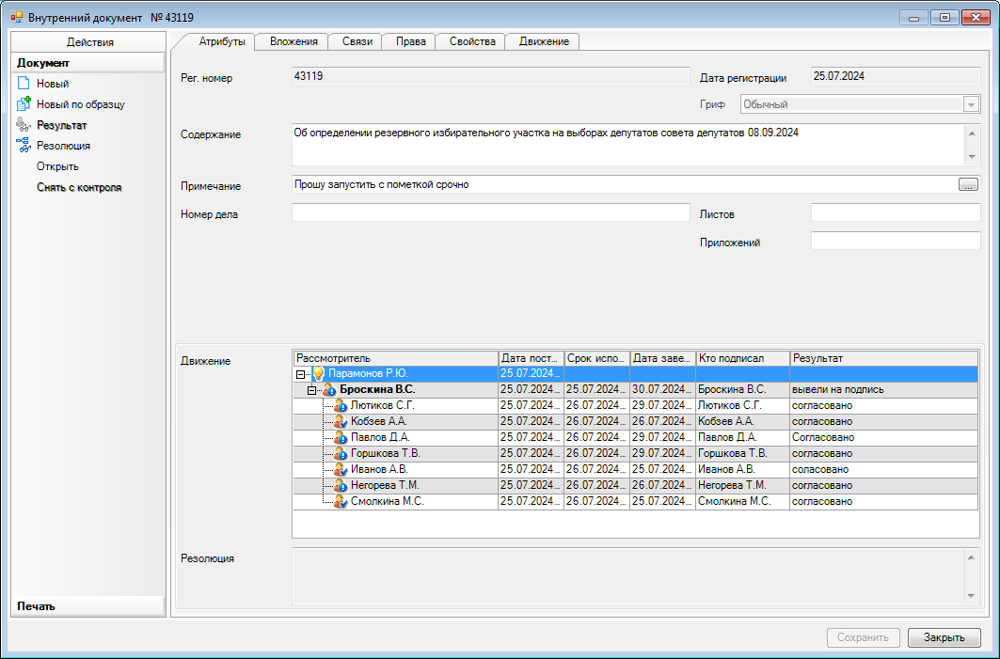 Внутренний документ № 43119
Действия
Документ
Новый
Новый по образцу
Результат
Резолюция
Открыть
Снять с контроля
Печать
Атрибуты Вложения Связи Права Свойства Движение
Рег. номер 43119 Дата регистрации 25.07.2024
Гриф Обычный
Содержание Об определении резервного избирательного участка на выборах депутатов совета депутатов 08.09.2024
Примечание Прошу запустить с пометкой срочно ...
Номер дела Листов
Приложений
Движение
Рассмотритель Дата пост... Срок испо... Дата заве... Кто подписал Результат
Парамонов Р.Ю. 25.07.2024...
Броскина В.С. 25.07.2024... 25.07.2024... 30.07.2024... Броскина В.С. вывели на подпись
Лютиков С.Г. 25.07.2024... 26.07.2024... 29.07.2024... Лютиков С.Г. согласовано
Кобзев А.А. 25.07.2024... 26.07.2024... 26.07.2024... Кобзев А.А. согласовано
Павлов Д.А. 25.07.2024... 26.07.2024... 29.07.2024... Павлов Д.А. Согласовано
Горшкова Т.В. 25.07.2024... 26.07.2024... 29.07.2024... Горшкова Т.В. согласовано
Иванов А.В. 25.07.2024... 26.07.2024... 25.07.2024... Иванов А.В. соласовано
Негорева Т.М. 25.07.2024... 26.07.2024... 26.07.2024... Негорева Т.М. согласовано
Смолкина М.С. 25.07.2024... 26.07.2024... 25.07.2024... Смолкина М.С. согласовано
Резолюция
Сохранить Закрыть